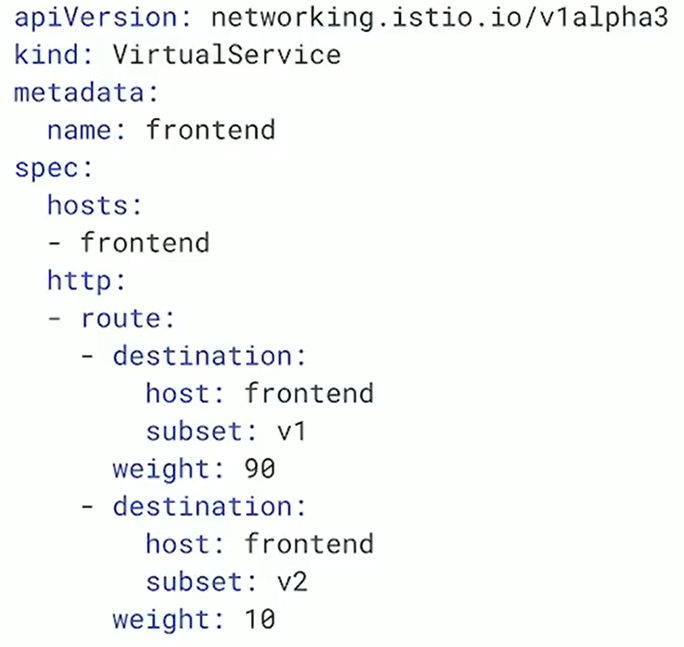 apiVersion: networking.istio.io/v1alpha3
kind: VirtualService
metadata:
  name: frontend
spec:
  hosts:
  - frontend
  http:
  - route:
    - destination:
        host: frontend
        subset: v1
      weight: 90
    - destination:
        host: frontend
        subset: v2
      weight: 10